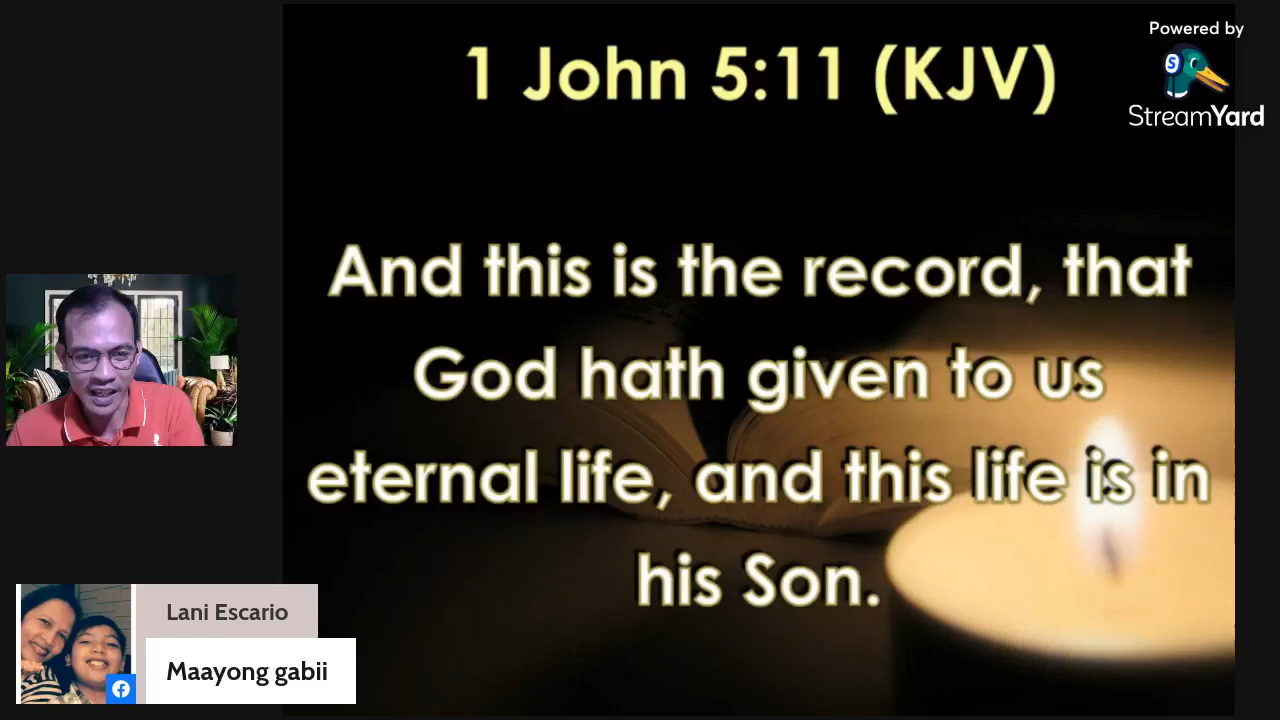 1 John 5:11 (KJV)
Powered by
StreamYard
And this is the record, that
God hath given to us
eternal life, and this life is in
his Son.
Lani Escario
Maayong gabii